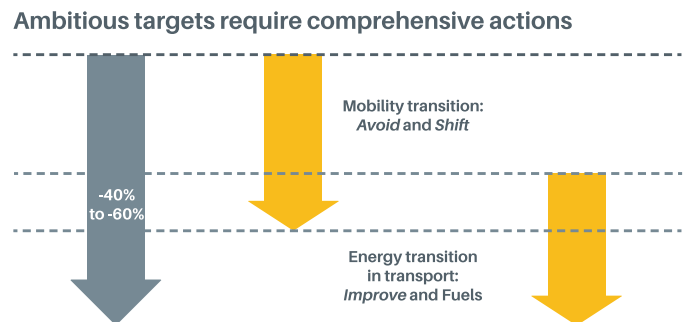 Ambitious targets require comprehensive actions
Mobility transition:
Avoid and Shift
-40%
to -60%
Energy transition
in transport:
Improve and Fuels